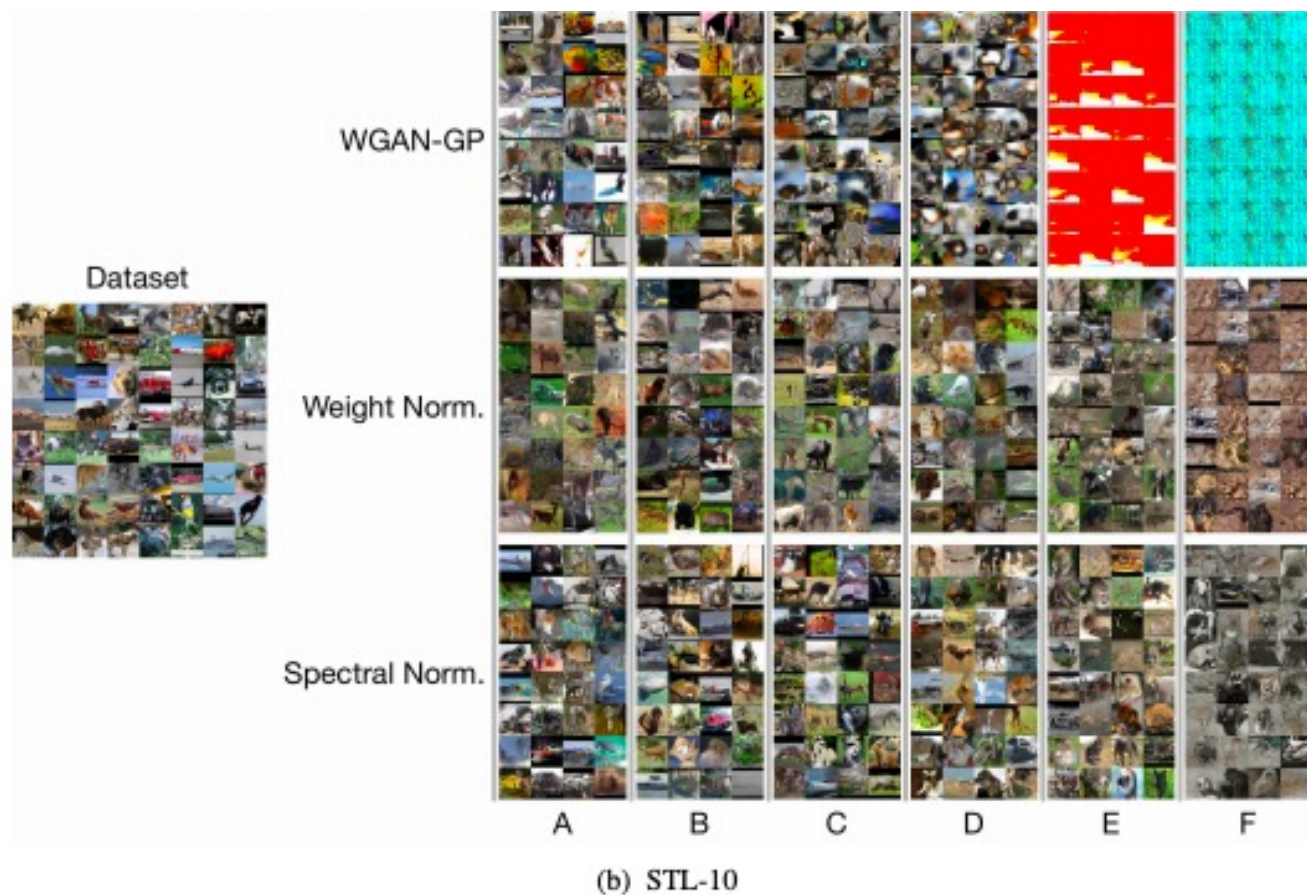 WGAN-GP
Dataset
Weight Norm.
Spectral Norm.
A B C D E F
(b) STL-10